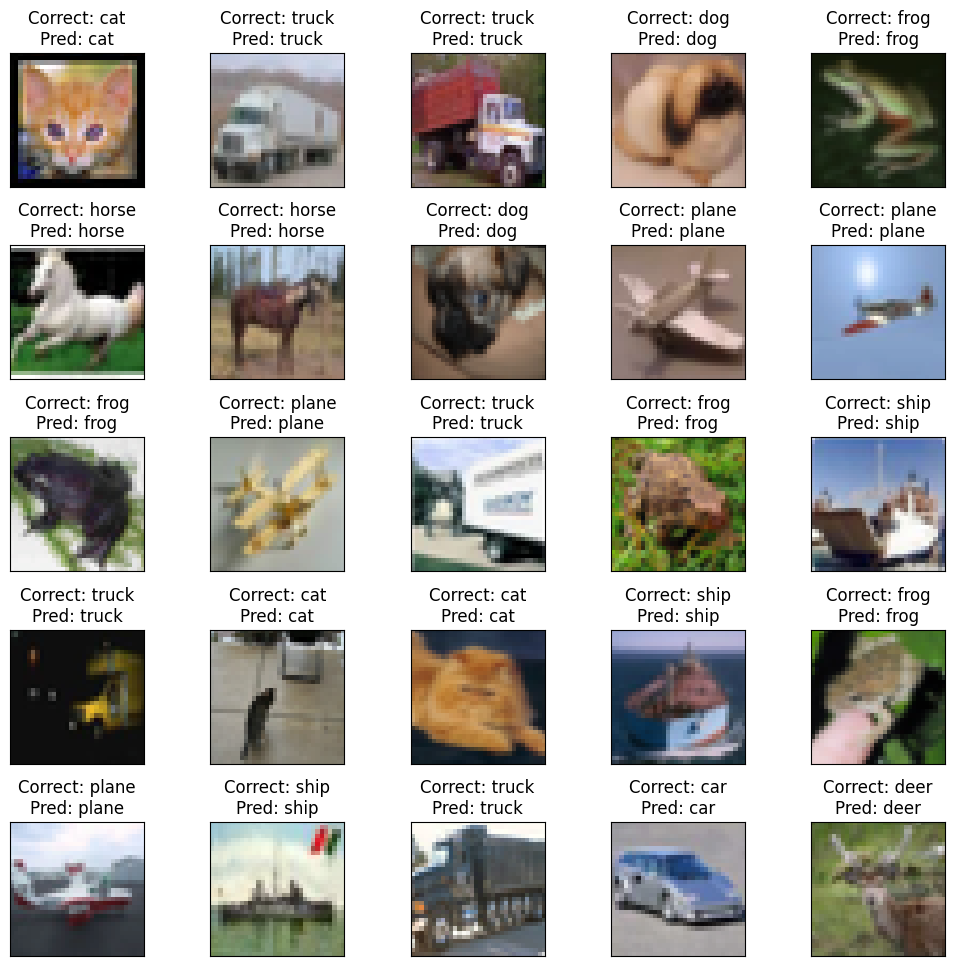 Correct: cat
Pred: cat
Correct: truck
Pred: truck
Correct: truck
Pred: truck
Correct: dog
Pred: dog
Correct: frog
Pred: frog
Correct: horse
Pred: horse
Correct: horse
Pred: horse
Correct: dog
Pred: dog
Correct: plane
Pred: plane
Correct: plane
Pred: plane
Correct: frog
Pred: frog
Correct: plane
Pred: plane
Correct: truck
Pred: truck
Correct: frog
Pred: frog
Correct: ship
Pred: ship
Correct: truck
Pred: truck
Correct: cat
Pred: cat
Correct: cat
Pred: cat
Correct: ship
Pred: ship
Correct: frog
Pred: frog
Correct: plane
Pred: plane
Correct: ship
Pred: ship
Correct: truck
Pred: truck
Correct: car
Pred: car
Correct: deer
Pred: deer